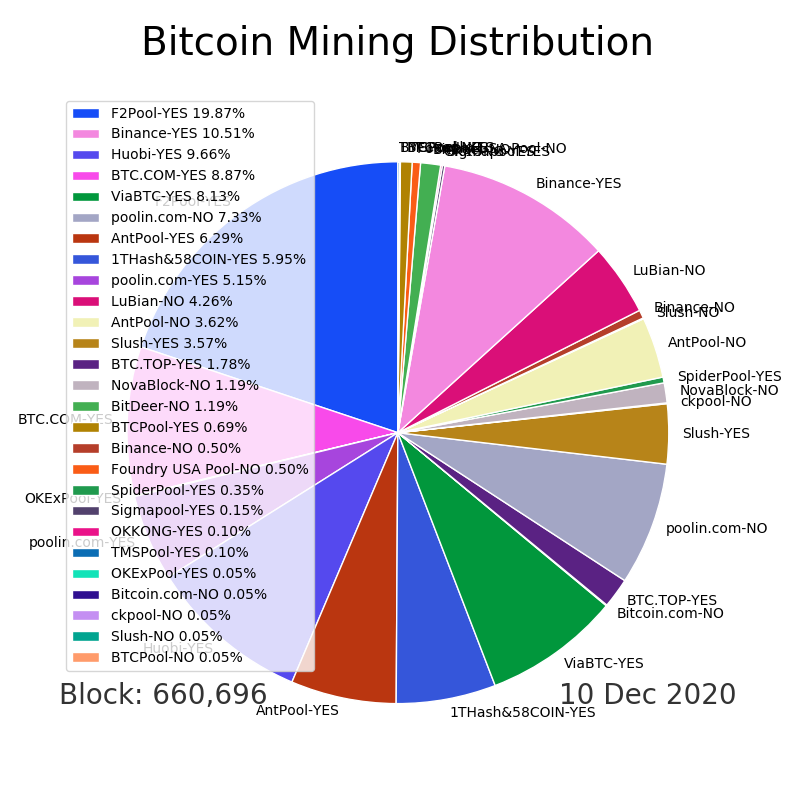 Bitcoin Mining Distribution
F2Pool-YES 19.87%
Binance-YES 10.51%
Huobi-YES 9.66%
BTC.COM-YES 8.87%
ViaBTC-YES 8.13%
poolin.com-NO 7.33%
AntPool-YES 6.29%
1THash&58COIN-YES 5.95%
poolin.com-YES 5.15%
LuBian-NO 4.26%
AntPool-NO 3.62%
Slush-YES 3.57%
BTC.TOP-YES 1.78%
NovaBlock-NO 1.19%
BitDeer-NO 1.19%
BTCPool-YES 0.69%
Binance-NO 0.50%
Foundry USA Pool-NO 0.50%
SpiderPool-YES 0.35%
Sigmapool-YES 0.15%
OKKONG-YES 0.10%
TMSPool-YES 0.10%
OKExPool-YES 0.05%
Bitcoin.com-NO 0.05%
ckpool-NO 0.05%
Slush-NO 0.05%
BTCPool-NO 0.05%
F2Pool-YES
BTC.COM-YES
OKExPool-YES
poolin.com-YES
Huobi-YES
AntPool-YES
1THash&58COIN-YES
ViaBTC-YES
Bitcoin.com-NO
BTC.TOP-YES
poolin.com-NO
Slush-YES
ckpool-NO
NovaBlock-NO
SpiderPool-YES
AntPool-NO
Slush-NO
Binance-NO
LuBian-NO
Binance-YES
Block: 660,696
10 Dec 2020